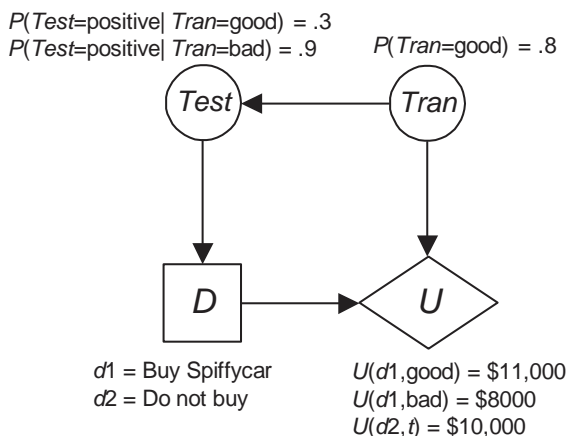 P(Test=positive| Tran=good) = .3
P(Test=positive| Tran=bad) = .9
P(Tran=good) = .8
Test
Tran
D
U
d1 = Buy Spiffycar
d2 = Do not buy
U(d1,good) = $11,000
U(d1,bad) = $8000
U(d2,t) = $10,000